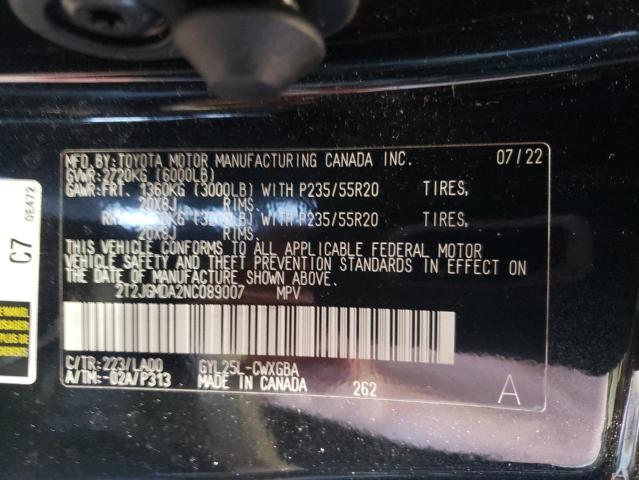 MFD.BY:TOYOTA MOTOR MANUFACTURING CANADA INC. 07/22
GVWR:2720KG (6000LB)
GAWR:FRT. 1360KG (3000LB) WITH P235/55R20 TIRES,
20X8J RIMS.
(3000LB) WITH P235/55R20 TIRES,
20X8J RIMS.
THIS VEHICLE CONFORMS TO ALL APPLICABLE FEDERAL MOTOR
VEHICLE SAFETY AND THEFT PREVENTION STANDARDS IN EFFECT ON
THE DATE OF MANUFACTURE SHOWN ABOVE.
2T2JGMDA2NC089007 MPV
C/TR:223/LA00 GYL25L-CWXGBA
A/TM:-02A/P313 MADE IN CANADA 262 A
C7 0E472